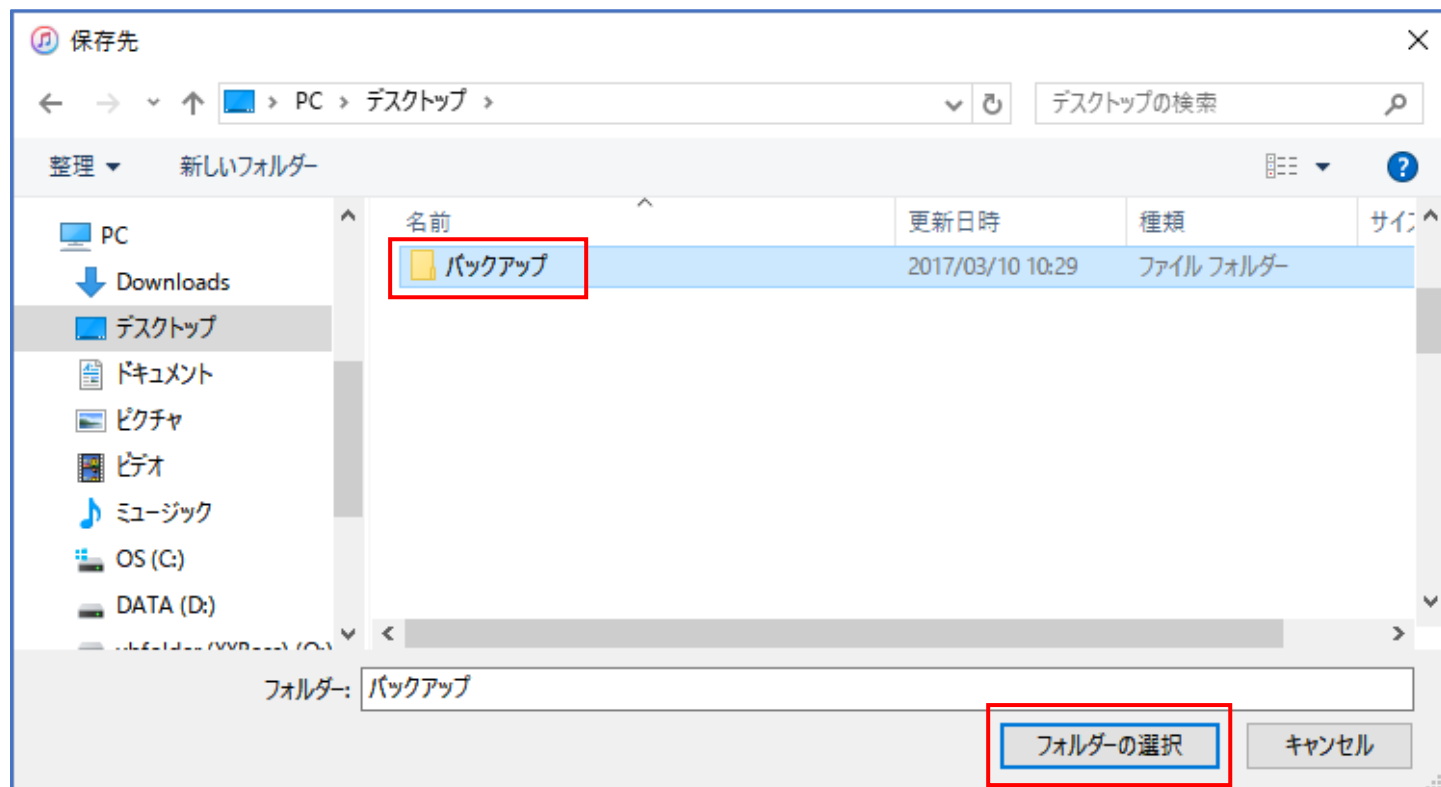 保存先
PC デスクトップ
デスクトップの検索
整理
新しいフォルダー
名前 更新日時 種類
PC
Downloads
デスクトップ
ドキュメント
ピクチャ
ビデオ
ミュージック
OS (C:)
DATA (D:)
バックアップ 2017/03/10 10:29 ファイル フォルダー
フォルダー: バックアップ
フォルダーの選択 キャンセル